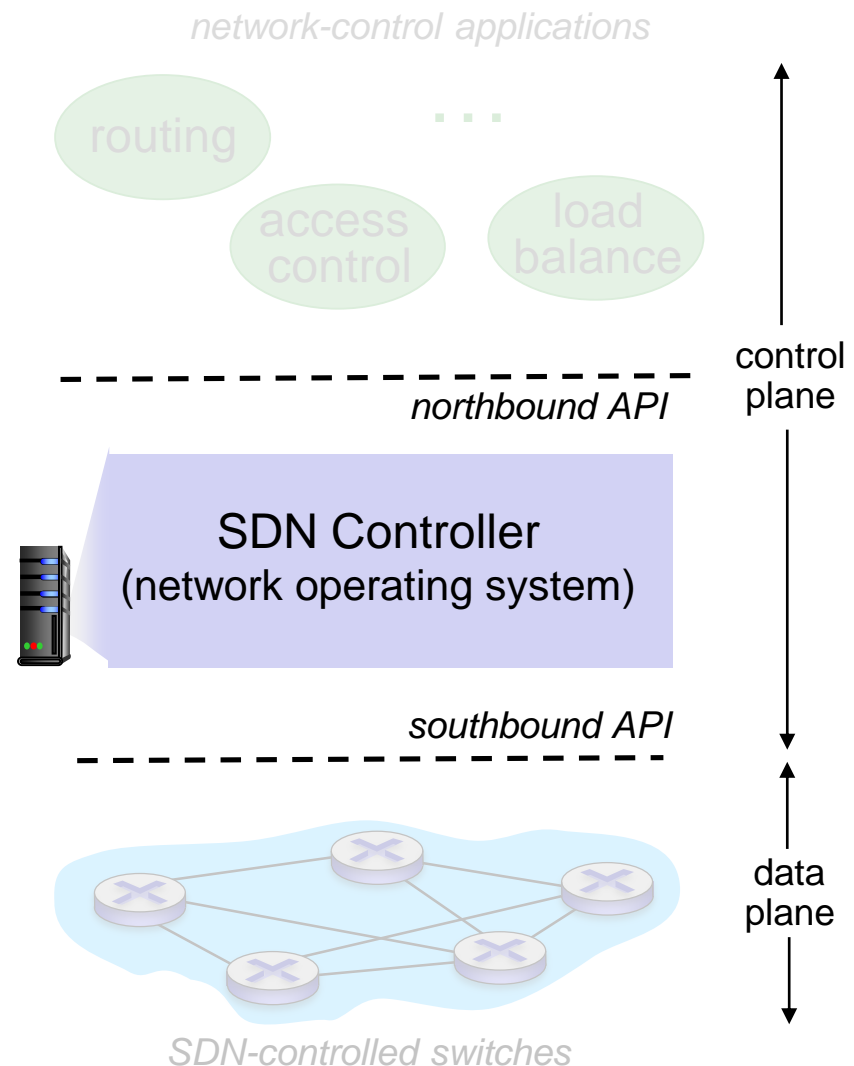 network-control applications
routing
...
access
control
load
balance
control
plane
northbound API
SDN Controller
(network operating system)
southbound API
data
plane
SDN-controlled switches